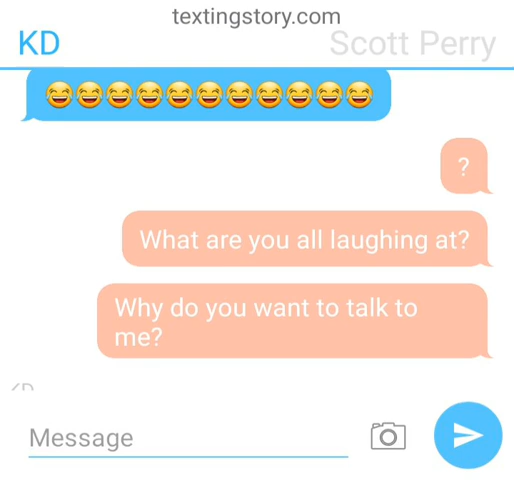 textingstory.com
KD
Scott Perry
😂😂😂😂😂😂😂😂😂😂😂
?
What are you all laughing at?
Why do you want to talk to
me?
Message